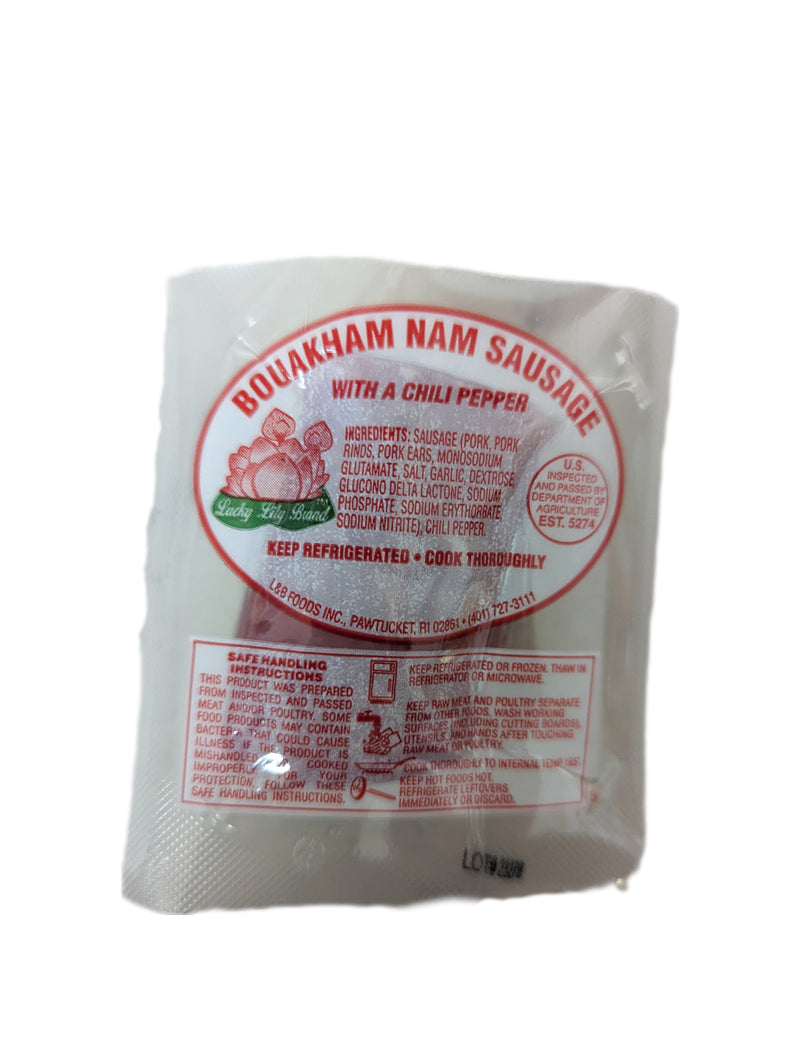 BOUAKHAM NAM SAUSAGE
WITH A CHILI PEPPER
INGREDIENTS: SAUSAGE (PORK, PORK
RINDS, PORK EARS, MONOSODIUM
GLUTAMATE, SALT, GARLIC, DEXTROSE,
GLUCONO DELTA LACTONE, SODIUM
PHOSPHATE, SODIUM ERYTHORBATE
SODIUM NITRITE), CHILI PEPPER.
Lucky Lily Brand TM
U.S.
INSPECTED
AND PASSED BY
DEPARTMENT OF
AGRICULTURE
EST. 5274
KEEP REFRIGERATED • COOK THOROUGHLY
L&B FOODS INC., PAWTUCKET, RI 02861 • (401) 727-3111
SAFE HANDLING
INSTRUCTIONS
THIS PRODUCT WAS PREPARED
FROM INSPECTED AND PASSED
MEAT AND/OR POULTRY. SOME
FOOD PRODUCTS MAY CONTAIN
BACTERIA THAT COULD CAUSE
ILLNESS IF THE PRODUCT IS
MISHANDLED COOKED
IMPROPERLY. FOR YOUR
PROTECTION, FOLLOW THESE
SAFE HANDLING INSTRUCTIONS.
KEEP REFRIGERATED OR FROZEN. THAW IN
REFRIGERATOR OR MICROWAVE.
KEEP RAW MEAT AND POULTRY SEPARATE
FROM OTHER FOODS. WASH WORKING
SURFACES (INCLUDING CUTTING BOARDS),
UTENSILS, AND HANDS AFTER TOUCHING
RAW MEAT OR POULTRY.
COOK THOROUGHLY TO INTERNAL TEMP. 165°
KEEP HOT FOODS HOT.
REFRIGERATE LEFTOVERS
IMMEDIATELY OR DISCARD.
LOT#